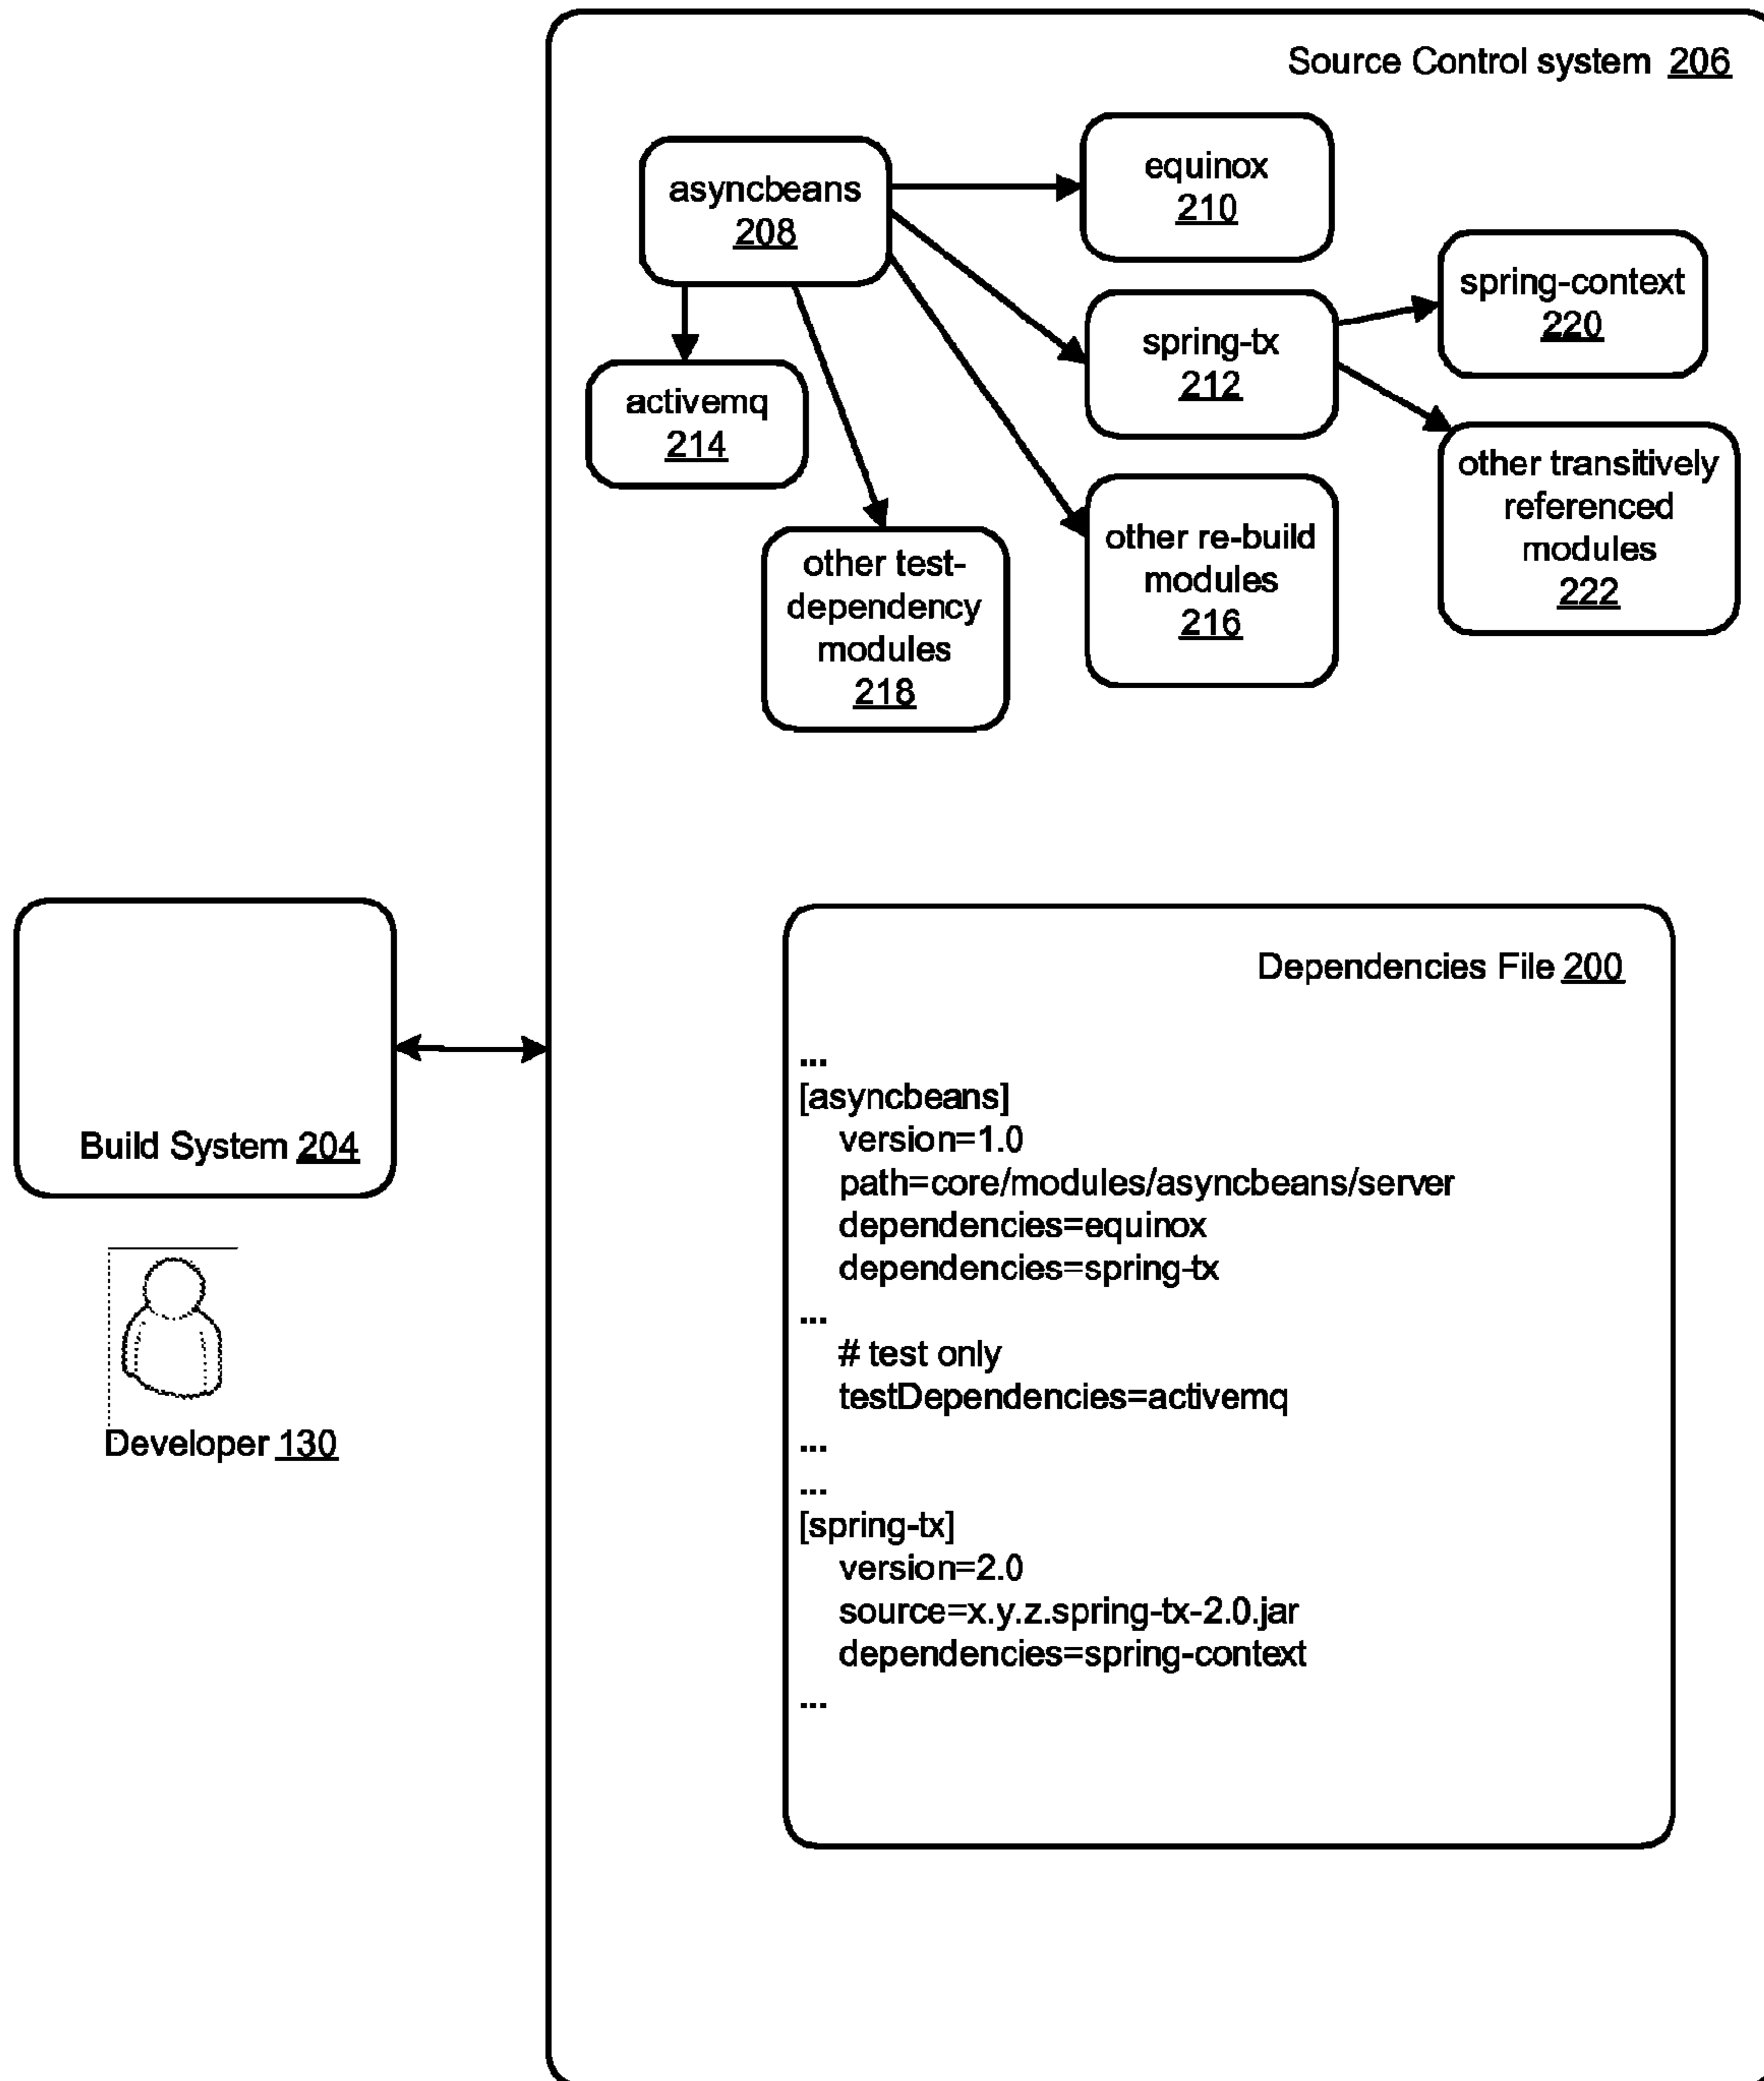 Source Control system 206
asyncbeans
208
equinox
210
spring-tx
212
spring-context
220
activemq
214
other test-
dependency
modules
218
other re-build
modules
216
other transitively
referenced
modules
222
Build System 204
Developer 130
Dependencies File 200
...
[asyncbeans]
version=1.0
path=core/modules/asyncbeans/server
dependencies=equinox
dependencies=spring-tx
...
# test only
testDependencies=activemq
...
...
[spring-tx]
version=2.0
source=x.y.z.spring-tx-2.0.jar
dependencies=spring-context
...